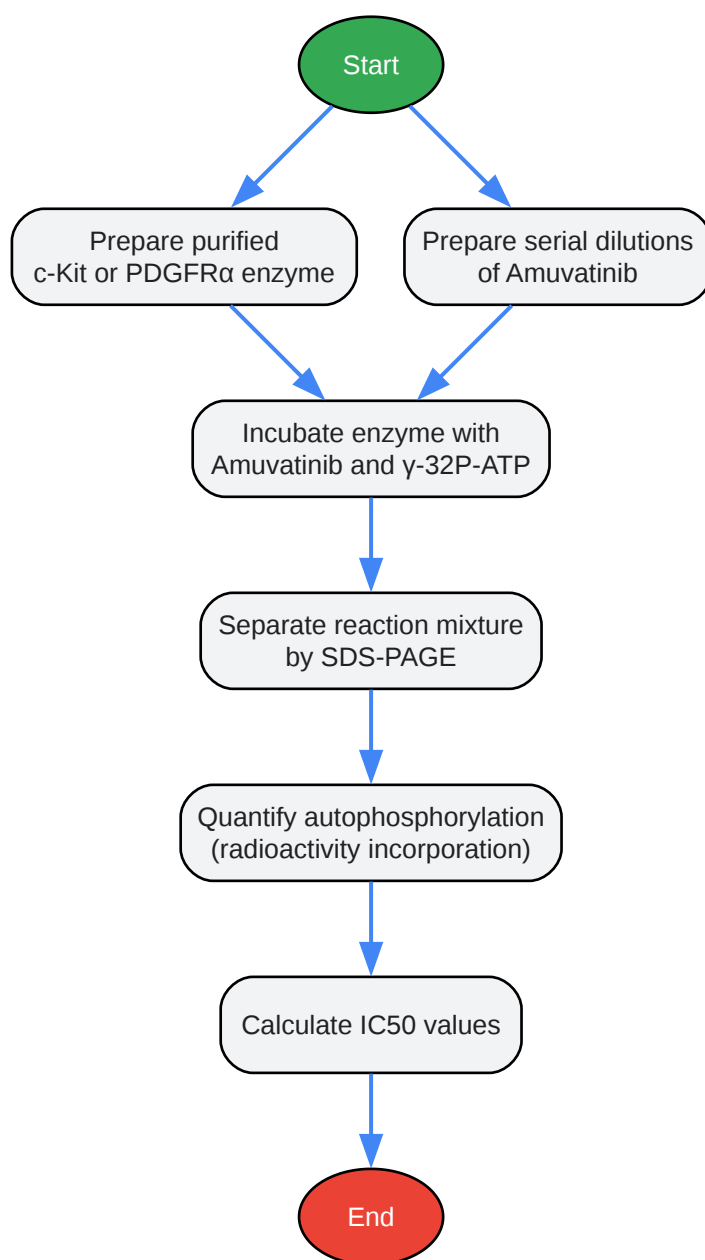 Start
Prepare purified
c-Kit or PDGFRα enzyme
Prepare serial dilutions
of Amuvatinib
Incubate enzyme with
Amuvatinib and γ-32P-ATP
Separate reaction mixture
by SDS-PAGE
Quantify autophosphorylation
(radioactivity incorporation)
Calculate IC50 values
End